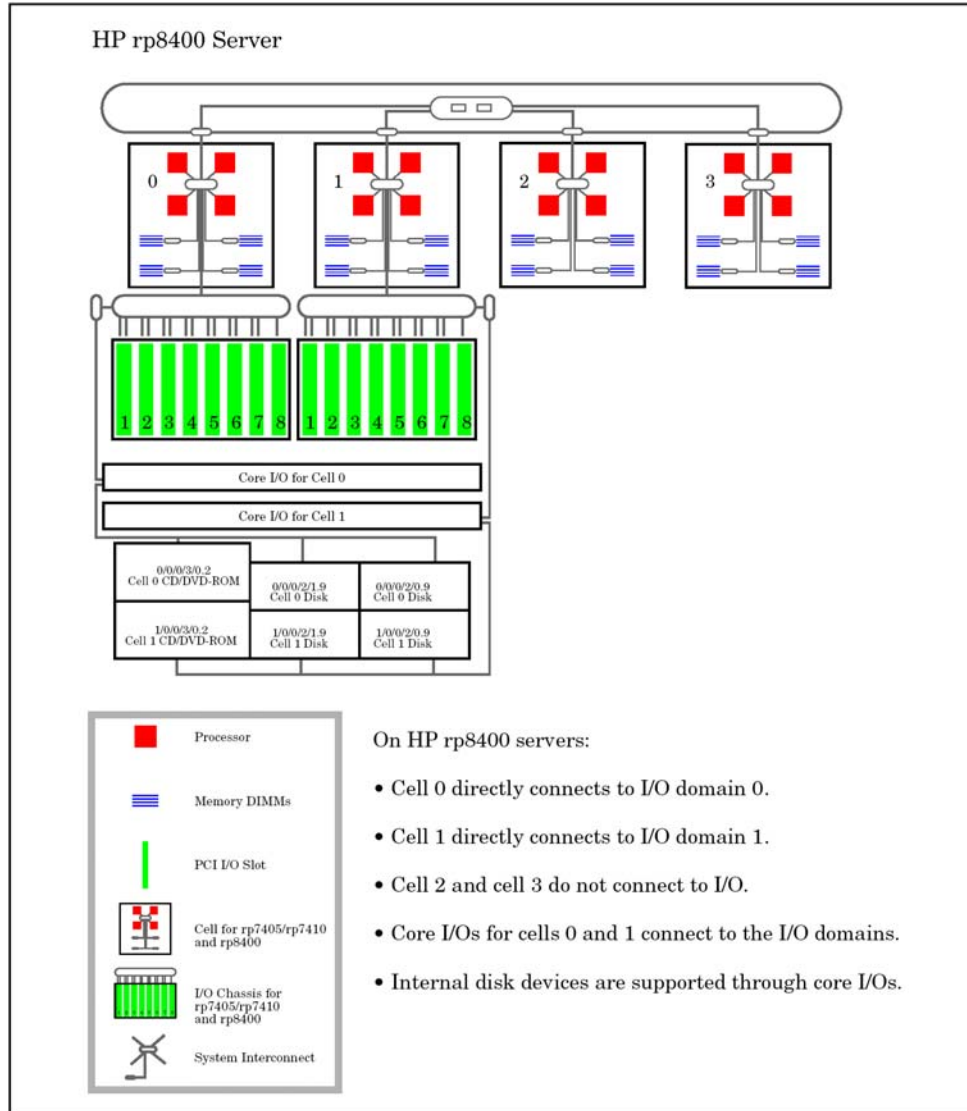 HP rp8400 Server
0
1
2
3
1 2 3 4 5 6 7 8
1 2 3 4 5 6 7 8
Core I/O for Cell 0
Core I/O for Cell 1
0/0/0/3/0.2
Cell 0 CD/DVD-ROM
0/0/0/2/1.9
Cell 0 Disk
0/0/0/2/0.9
Cell 0 Disk
1/0/0/3/0.2
Cell 1 CD/DVD-ROM
1/0/0/2/1.9
Cell 1 Disk
1/0/0/2/0.9
Cell 1 Disk
Processor
Memory DIMMs
PCI I/O Slot
Cell for rp7405/rp7410
and rp8400
I/O Chassis for
rp7405/rp7410
and rp8400
System Interconnect
On HP rp8400 servers:
• Cell 0 directly connects to I/O domain 0.
• Cell 1 directly connects to I/O domain 1.
• Cell 2 and cell 3 do not connect to I/O.
• Core I/Os for cells 0 and 1 connect to the I/O domains.
• Internal disk devices are supported through core I/Os.